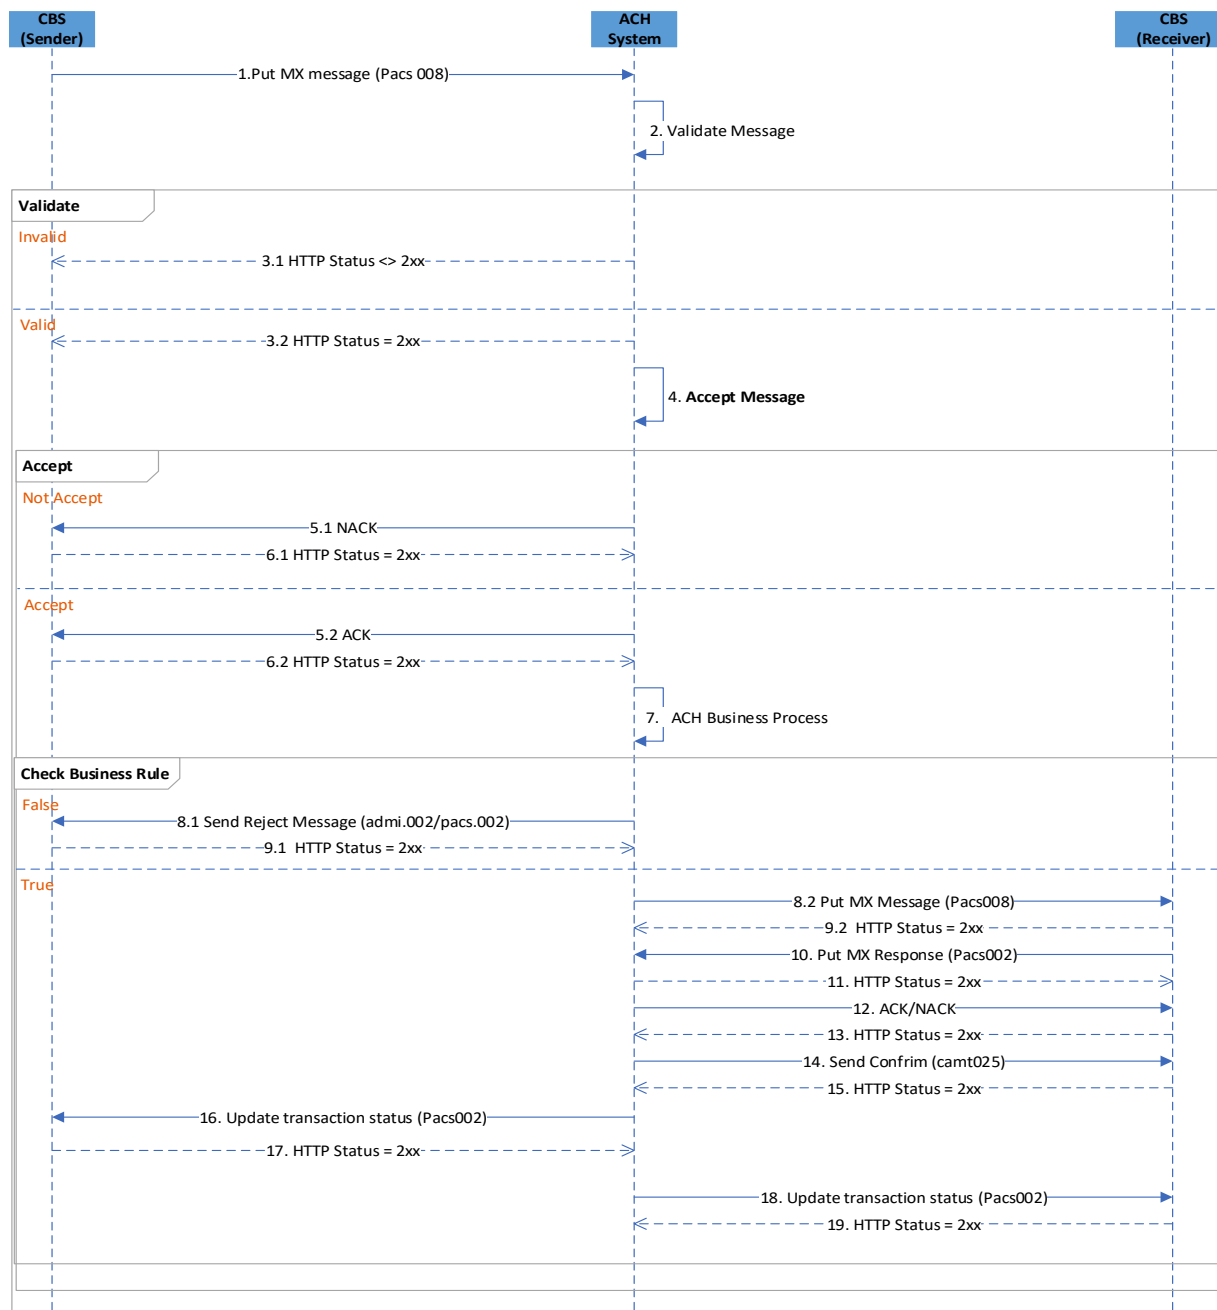 CBS
(Sender)
ACH
System
CBS
(Receiver)
1.Put MX message (Pacs 008)
2. Validate Message
Validate
Invalid
3.1 HTTP Status <> 2xx
Valid
3.2 HTTP Status = 2xx
4. Accept Message
Accept
Not Accept
5.1 NACK
6.1 HTTP Status = 2xx
Accept
5.2 ACK
6.2 HTTP Status = 2xx
7. ACH Business Process
Check Business Rule
False
8.1 Send Reject Message (admi.002/pacs.002)
9.1 HTTP Status = 2xx
True
8.2 Put MX Message (Pacs008)
9.2 HTTP Status = 2xx
10. Put MX Response (Pacs002)
11. HTTP Status = 2xx
12. ACK/NACK
13. HTTP Status = 2xx
14. Send Confrim (camt025)
15. HTTP Status = 2xx
16. Update transaction status (Pacs002)
17. HTTP Status = 2xx
18. Update transaction status (Pacs002)
19. HTTP Status = 2xx